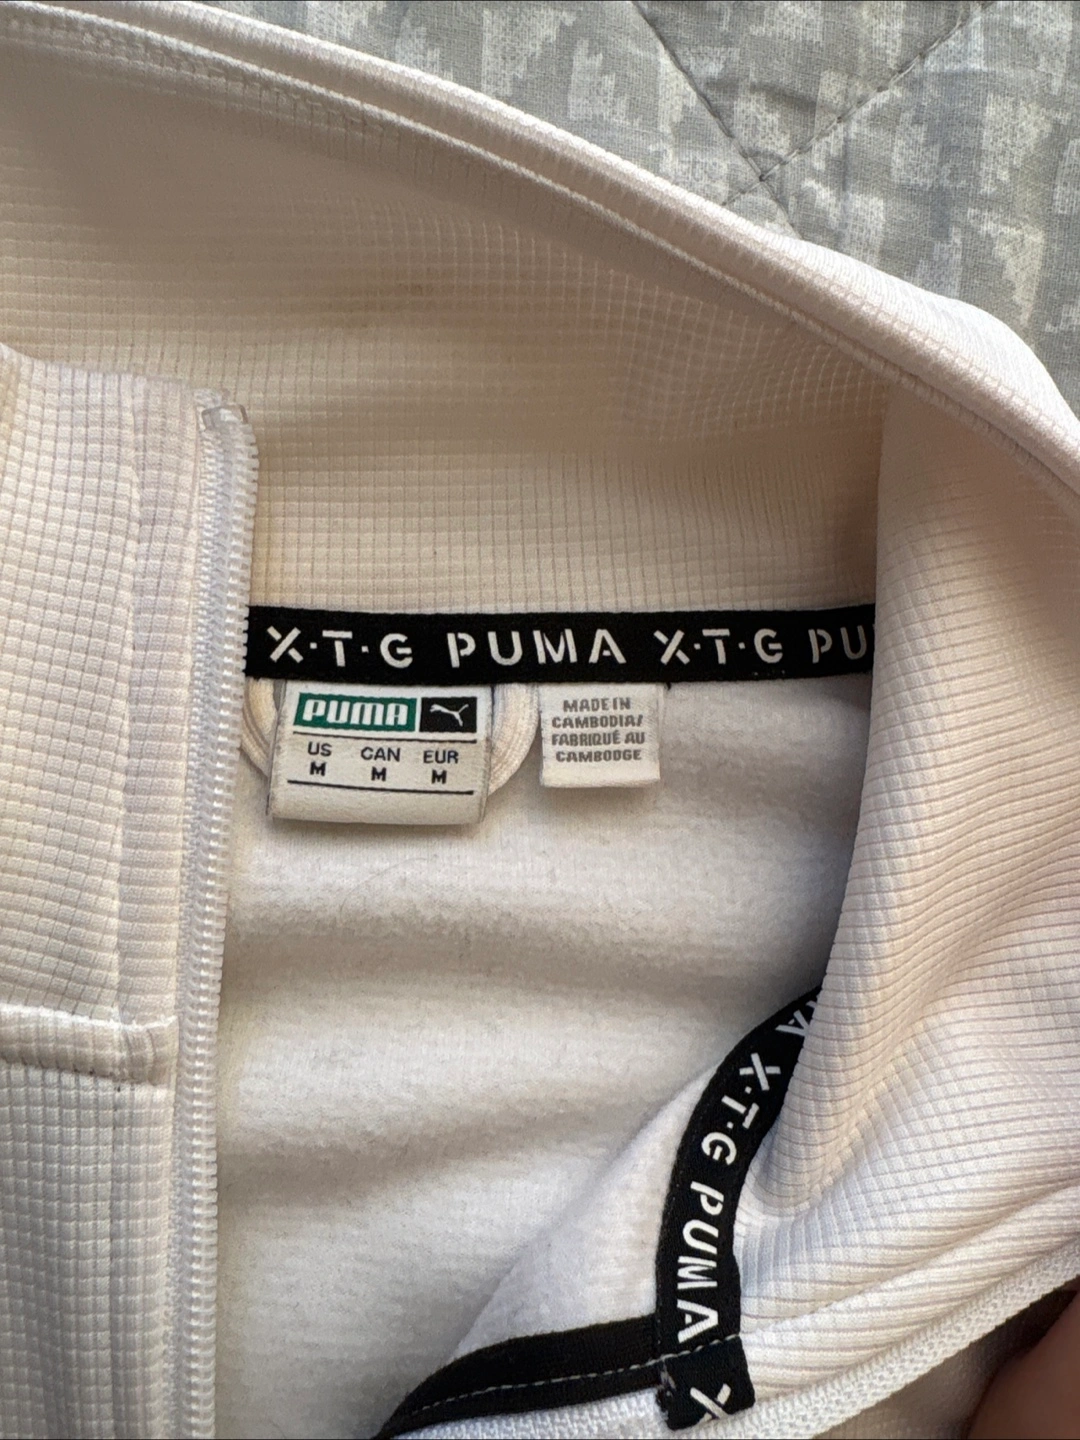 X·T·G PUMA X·T·G PU
PUMA
US CAN EUR
M M M
MADE IN
CAMBODIA/
FABRIQUÉ AU
CAMBODGE
X·T·G PUMA
X